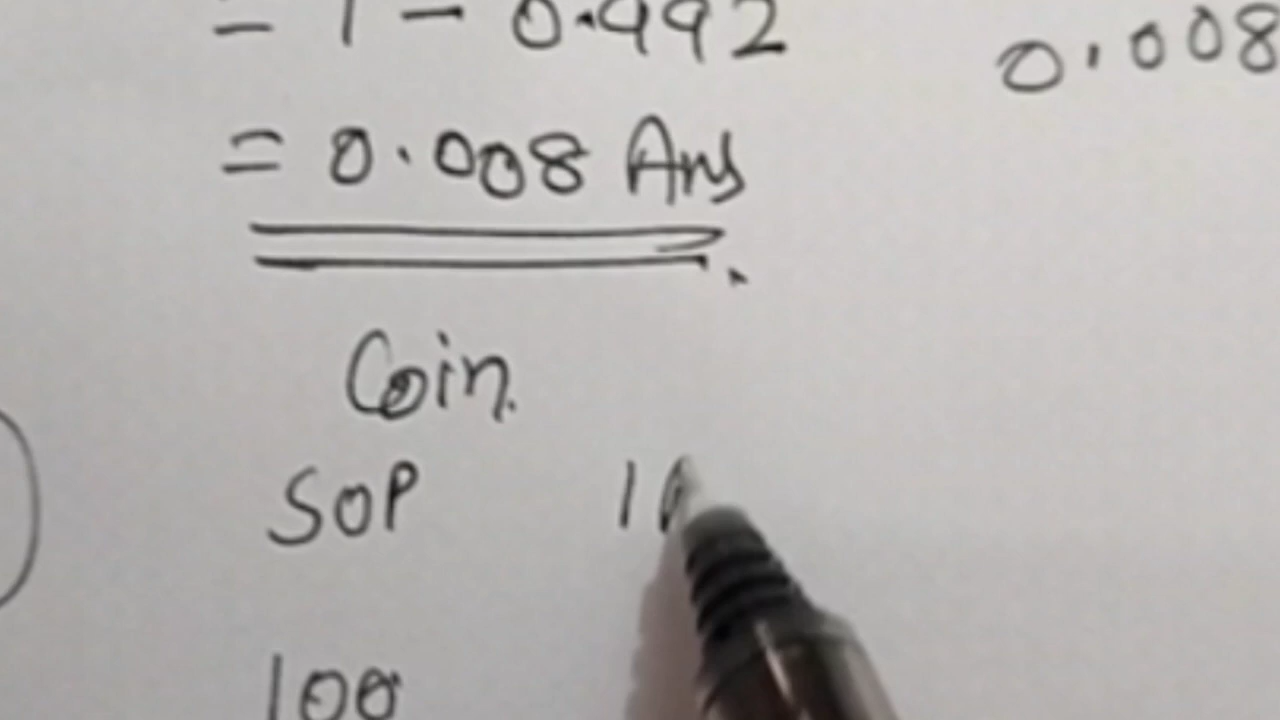 = 1 - 0.992
0.008
= 0.008 Ans
Coin.
SOP
100